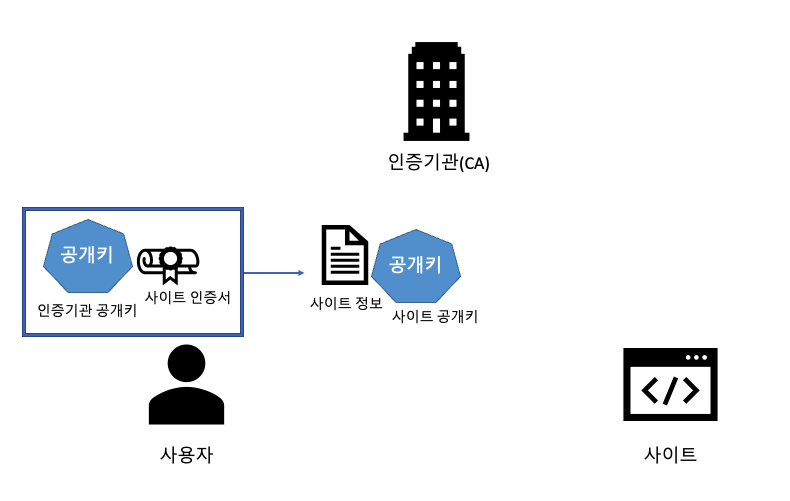 인증기관(CA)
공개키
인증기관 공개키
사이트 인증서
사이트 정보
공개키
사이트 공개키
사용자
</>
사이트